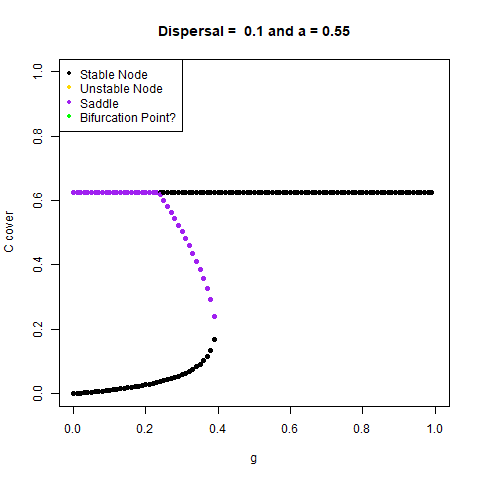 Dispersal =  0.1 and a = 0.55
Stable Node
Unstable Node
Saddle
Bifurcation Point?
C cover
1.0
0.8
0.6
0.4
0.2
0.0
0.0 0.2 0.4 0.6 0.8 1.0
g